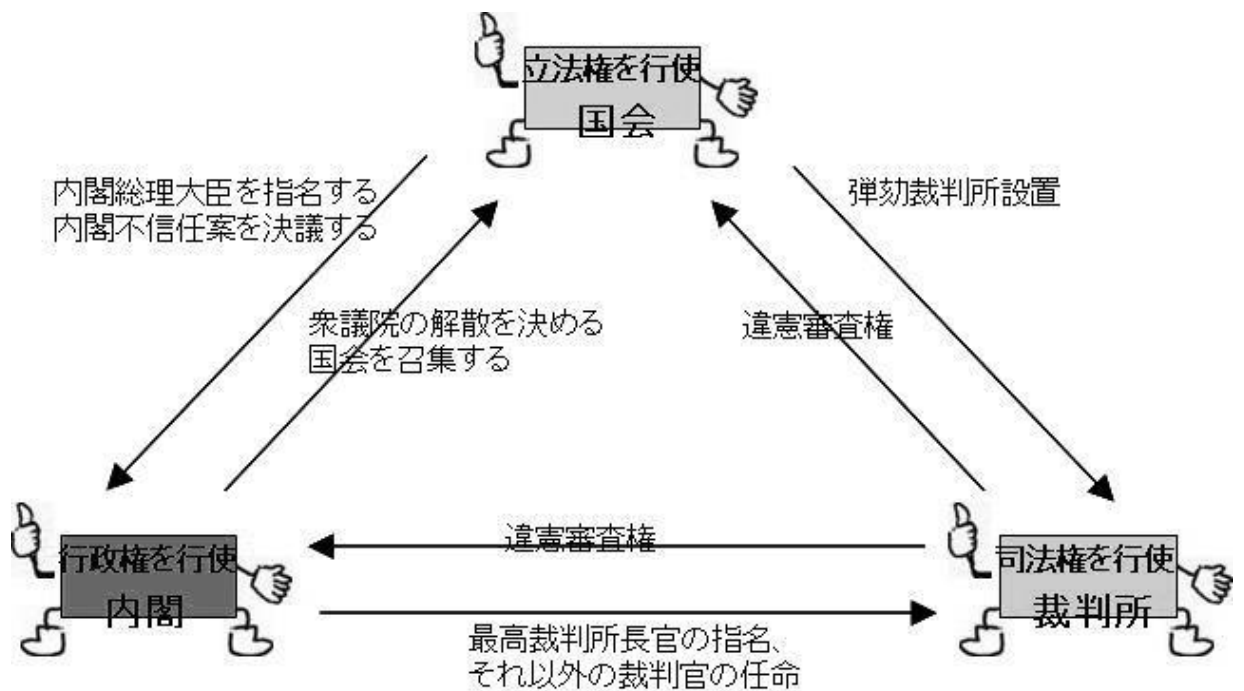 立法権を行使
国会
内閣総理大臣を指名する
内閣不信任案を決議する
弾劾裁判所設置
衆議院の解散を決める
国会を召集する
違憲審査権
違憲審査権
行政権を行使
内閣
司法権を行使
裁判所
最高裁判所長官の指名、
それ以外の裁判官の任命